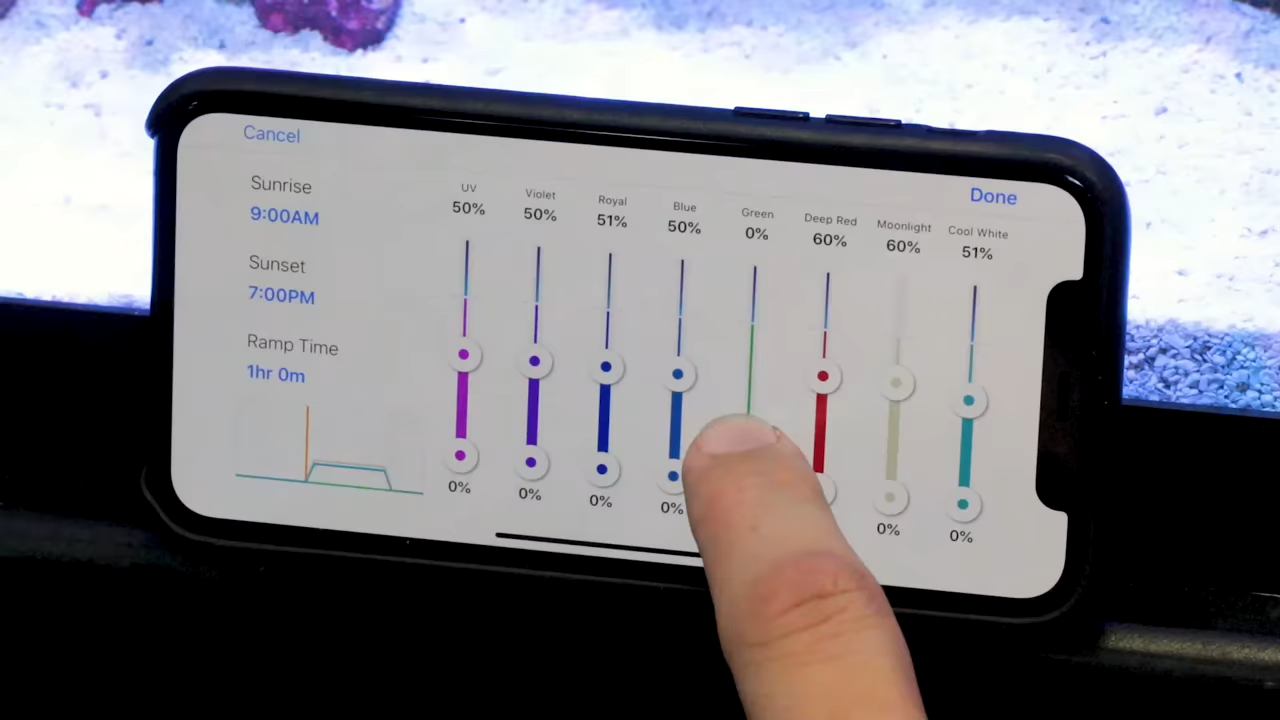 Cancel
Done
Sunrise
9:00AM
Sunset
7:00PM
Ramp Time
1hr 0m
UV
50%
Violet
50%
Royal
51%
Blue
50%
Green
0%
Deep Red
60%
Moonlight
60%
Cool White
51%
0%
0%
0%
0%
0%
0%